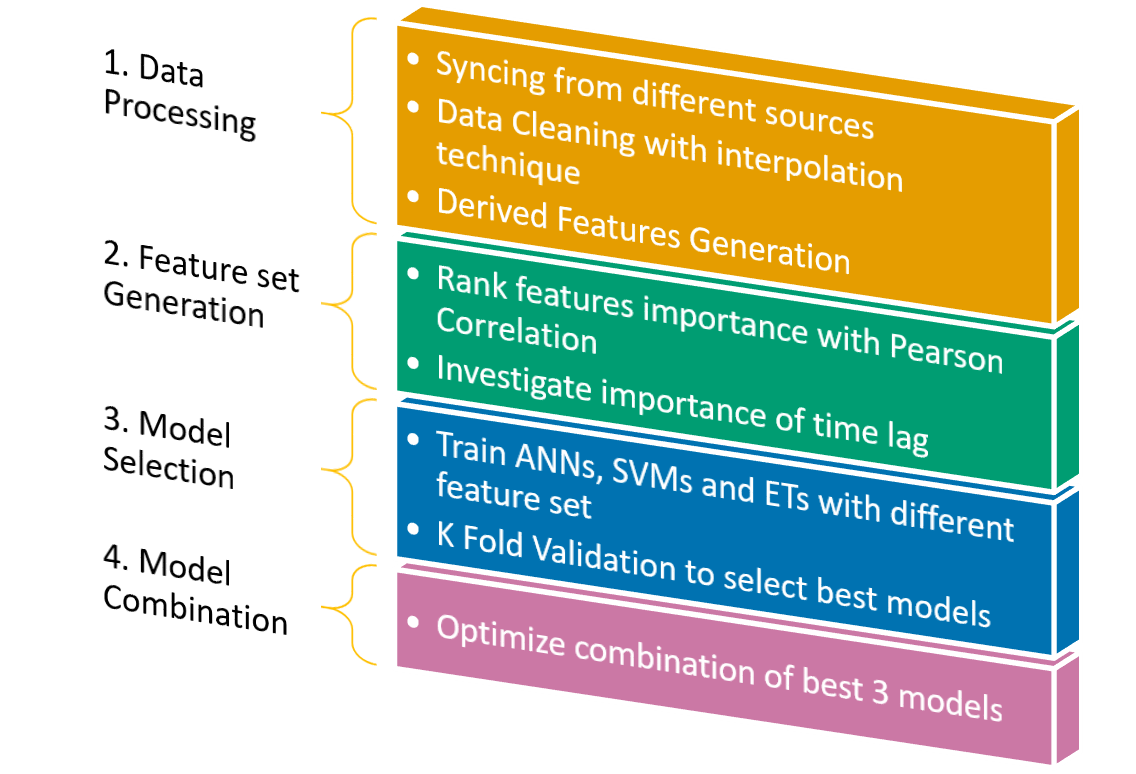 1. Data
Processing
• Syncing from different sources
• Data Cleaning with interpolation
technique
• Derived Features Generation
2. Feature set
Generation
• Rank features importance with Pearson
Correlation
• Investigate importance of time lag
3. Model
Selection
• Train ANNs, SVMs and ETs with different
feature set
• K Fold Validation to select best models
4. Model
Combination
• Optimize combination of best 3 models